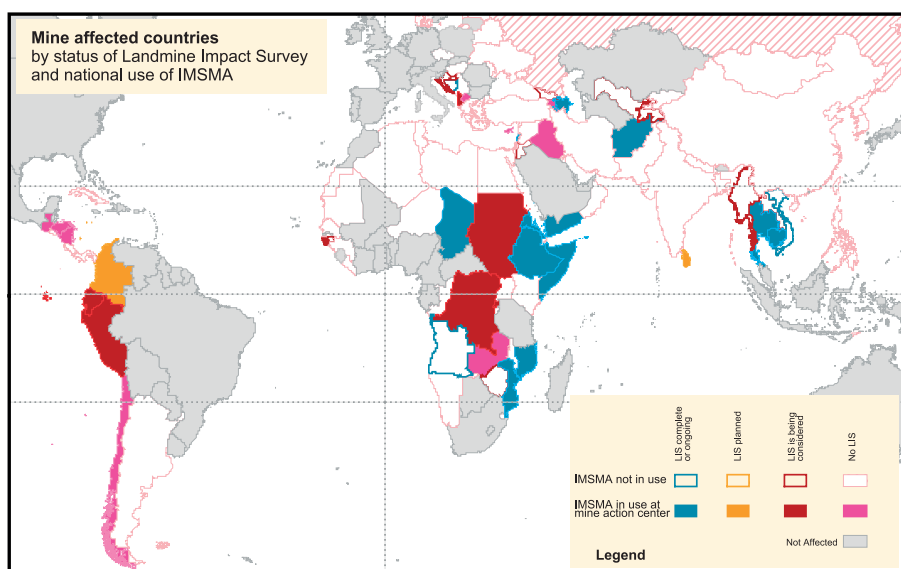 Mine affected countries
by status of Landmine Impact Survey
and national use of IMSMA
LIS complete
or ongoing
LIS planned
LIS is being
considered
No LIS
IMSMA not in use
IMSMA in use at
mine action center
Not Affected
Legend